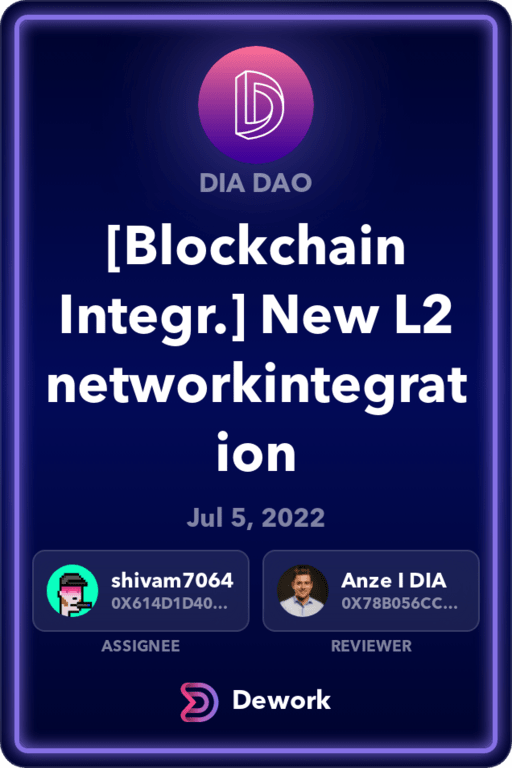 DIA DAO
[Blockchain
Integr.] New L2
networkintegrat
ion
Jul 5, 2022
shivam7064
0X614D1D40...
Anze I DIA
0X78B056CC...
ASSIGNEE
REVIEWER
Dework